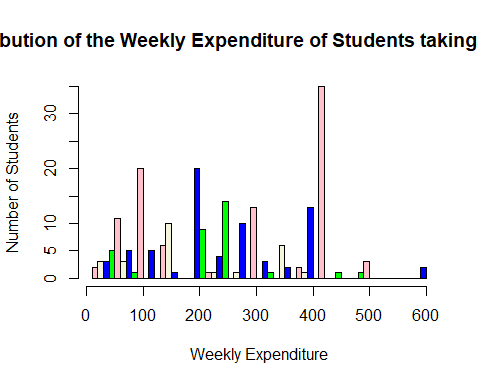 bution of the Weekly Expenditure of Students taking
Number of Students
0 5 10 20 30
0 100 200 300 400 500 600
Weekly Expenditure